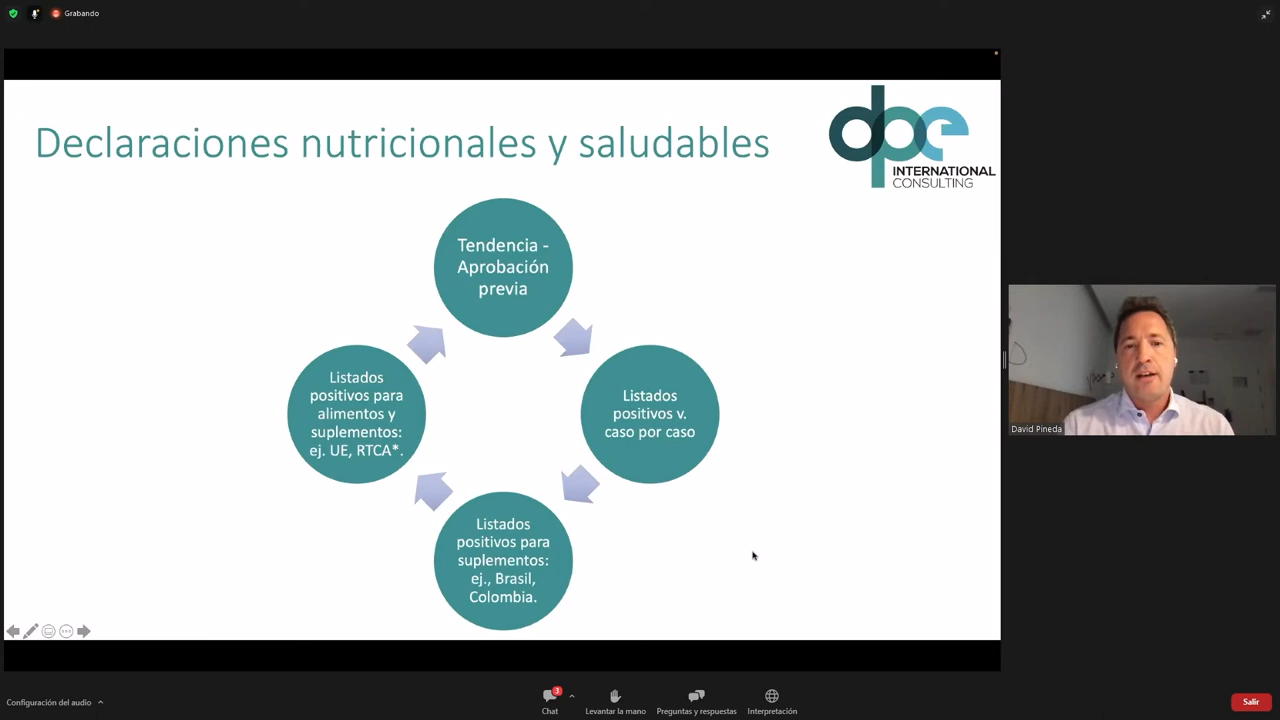 Grabando
Declaraciones nutricionales y saludables
dpe
INTERNATIONAL
CONSULTING
Tendencia -
Aprobación
previa
Listados
positivos v.
caso por caso
Listados
positivos para
suplementos:
ej., Brasil,
Colombia.
Listados
positivos para
alimentos y
suplementos:
ej. UE, RTCA*.
David Pineda
Configuración del audio
3
Chat
Levantar la mano
Preguntas y respuestas
Interpretación
Salir